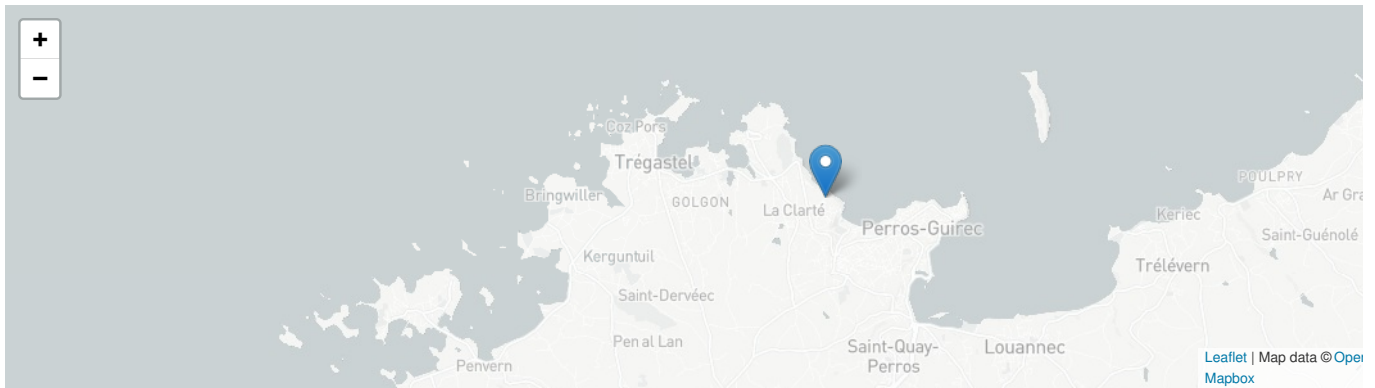 +
−
Coz Pors
Trégastel
POULPRY
Bringwiller
GOLGON
La Clarté
Ar Gra
Keriec
Perros-Guirec
Saint-Guénolé
Kerguntuil
Trélévern
Saint-Dervéec
Pen al Lan
Saint-Quay-
Perros
Louannec
Penvern
Leaflet | Map data © Oper
Mapbox